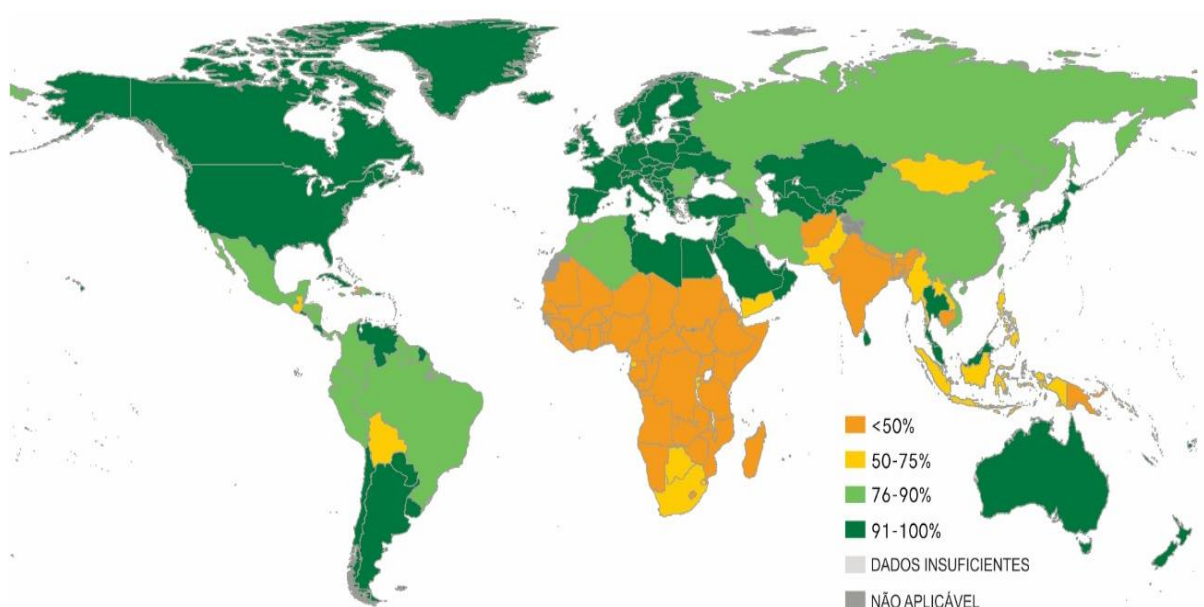 <50%
50-75%
76-90%
91-100%
DADOS INSUFICIENTES
NÃO APLICÁVEL